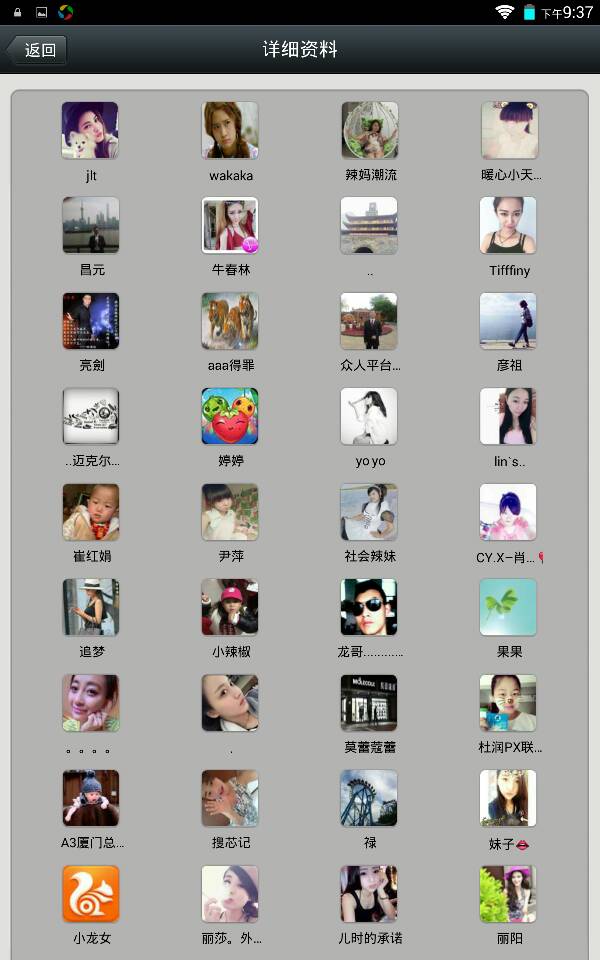 下午9:37
返回
详细资料
jlt
wakaka
辣妈潮流
暖心小天...
昌元
牛春林
..
Tifffiny
亮劍
aaa得罪
众人平台...
彦祖
..迈克尔...
婷婷
yo yo
lin`s..
崔红娟
尹萍
社会辣妹
CY.X-肖...
追梦
小辣椒
龙哥............
果果
。。。。
.
莫蕾蔻蕾
杜润PX联...
A3厦门总...
搜芯记
禄
妹子
小龙女
丽莎。外...
儿时的承诺
丽阳